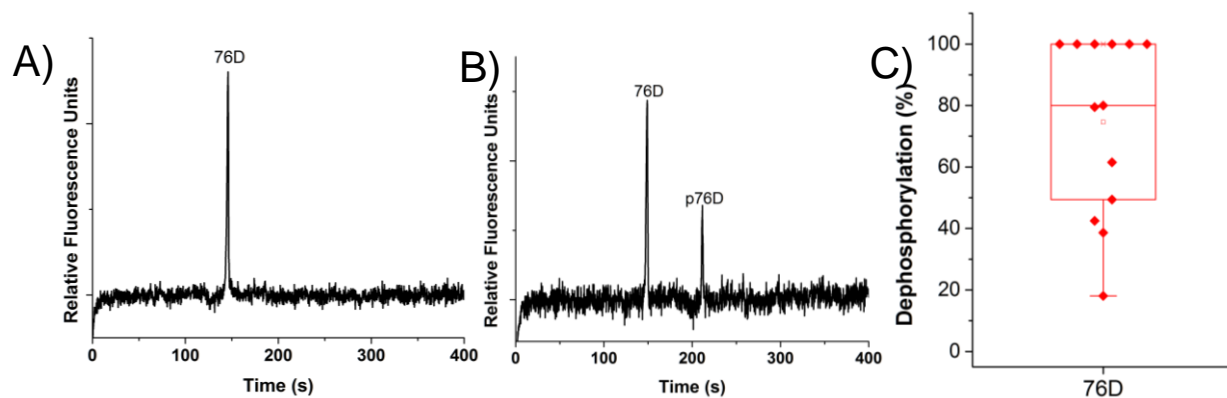 A)
76D
Relative Fluorescence Units
0
100
200
300
400
Time (s)
B)
76D
p76D
Relative Fluorescence Units
0
100
200
300
400
Time (s)
C)
Dephosphorylation (%)
100
80
60
40
20
0
76D